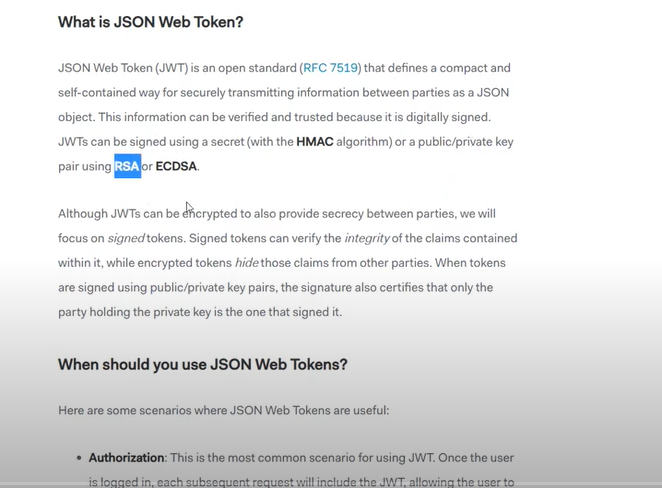 What is JSON Web Token?
JSON Web Token (JWT) is an open standard (RFC 7519) that defines a compact and
self-contained way for securely transmitting information between parties as a JSON
object. This information can be verified and trusted because it is digitally signed.
JWTs can be signed using a secret (with the HMAC algorithm) or a public/private key
pair using RSA or ECDSA.
Although JWTs can be encrypted to also provide secrecy between parties, we will
focus on signed tokens. Signed tokens can verify the integrity of the claims contained
within it, while encrypted tokens hide those claims from other parties. When tokens
are signed using public/private key pairs, the signature also certifies that only the
party holding the private key is the one that signed it.
When should you use JSON Web Tokens?
Here are some scenarios where JSON Web Tokens are useful:
• Authorization: This is the most common scenario for using JWT. Once the user
is logged in, each subsequent request will include the JWT, allowing the user to